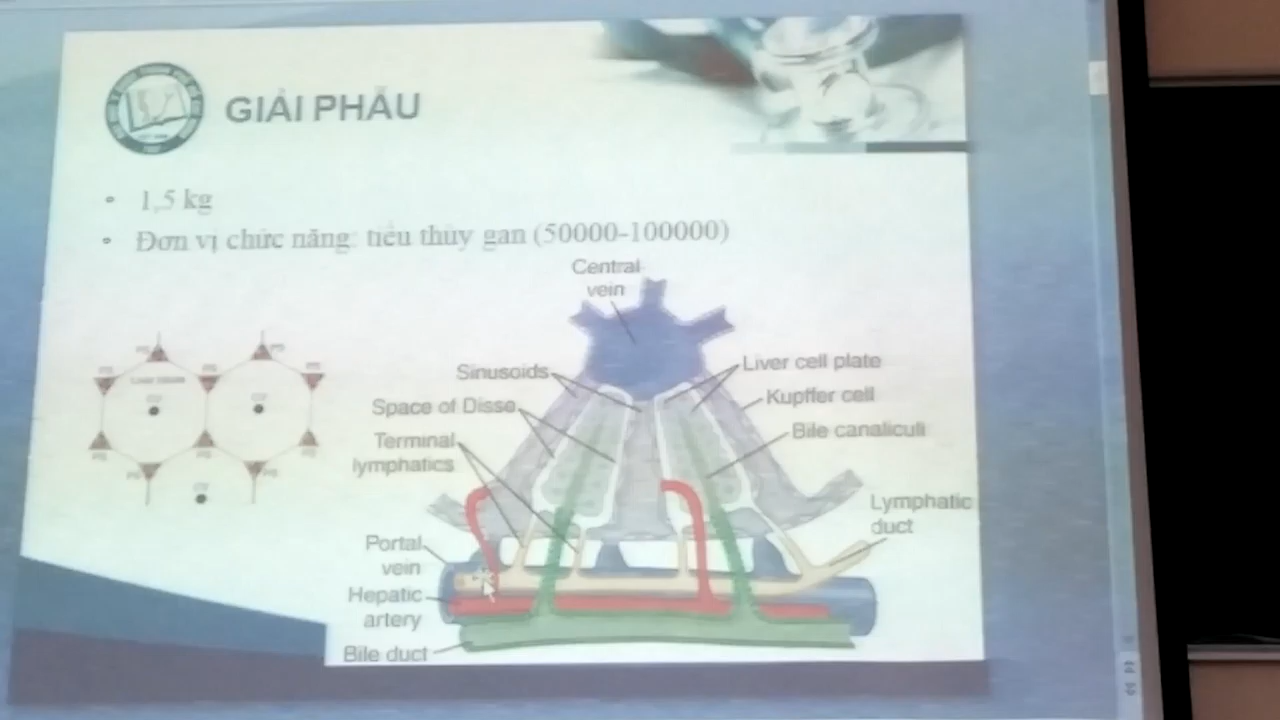 GIẢI PHẪU
• 1,5 kg
• Đơn vị chức năng: tiểu thùy gan (50000-100000)
Central
vein
Sinusoids
Liver cell plate
Space of Disse
Kupffer cell
Terminal
lymphatics
Bile canaliculi
Lymphatic
duct
Portal
vein
Hepatic
artery
Bile duct